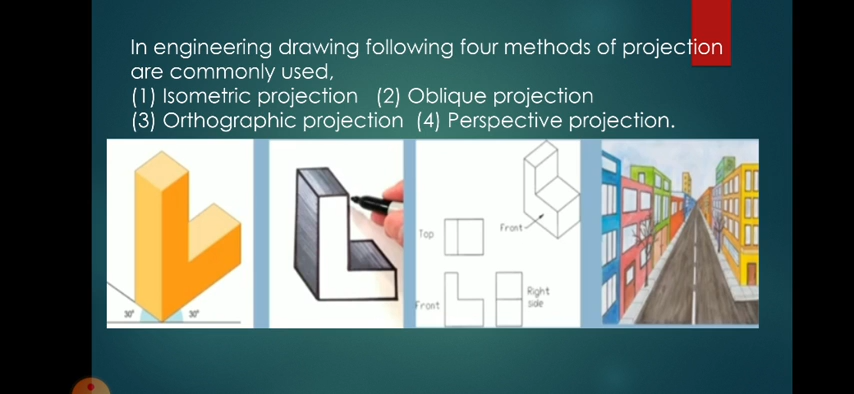 In engineering drawing following four methods of projection
are commonly used,
(1) Isometric projection (2) Oblique projection
(3) Orthographic projection (4) Perspective projection.
30° 30°
Top
Front
Front
Right
side